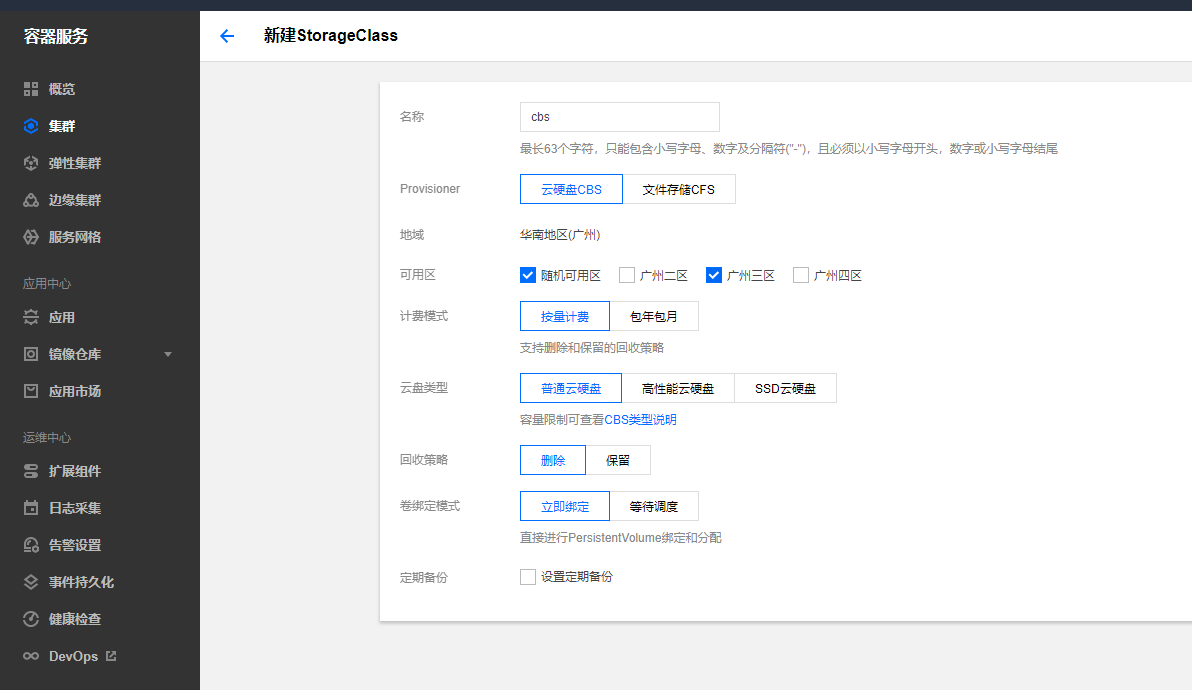 容器服务
概览
集群
弹性集群
边缘集群
服务网格
应用中心
应用
镜像仓库
应用市场
运维中心
扩展组件
日志采集
告警设置
事件持久化
健康检查
DevOps
新建StorageClass
名称 cbs
最长63个字符，只能包含小写字母、数字及分隔符("-")，且必须以小写字母开头，数字或小写字母结尾
Provisioner 云硬盘CBS 文件存储CFS
地域 华南地区(广州)
可用区 随机可用区 广州二区 广州三区 广州四区
计费模式 按量计费 包年包月
支持删除和保留的回收策略
云盘类型 普通云硬盘 高性能云硬盘 SSD云硬盘
容量限制可查看CBS类型说明
回收策略 删除 保留
卷绑定模式 立即绑定 等待调度
直接进行PersistentVolume绑定和分配
定期备份 设置定期备份